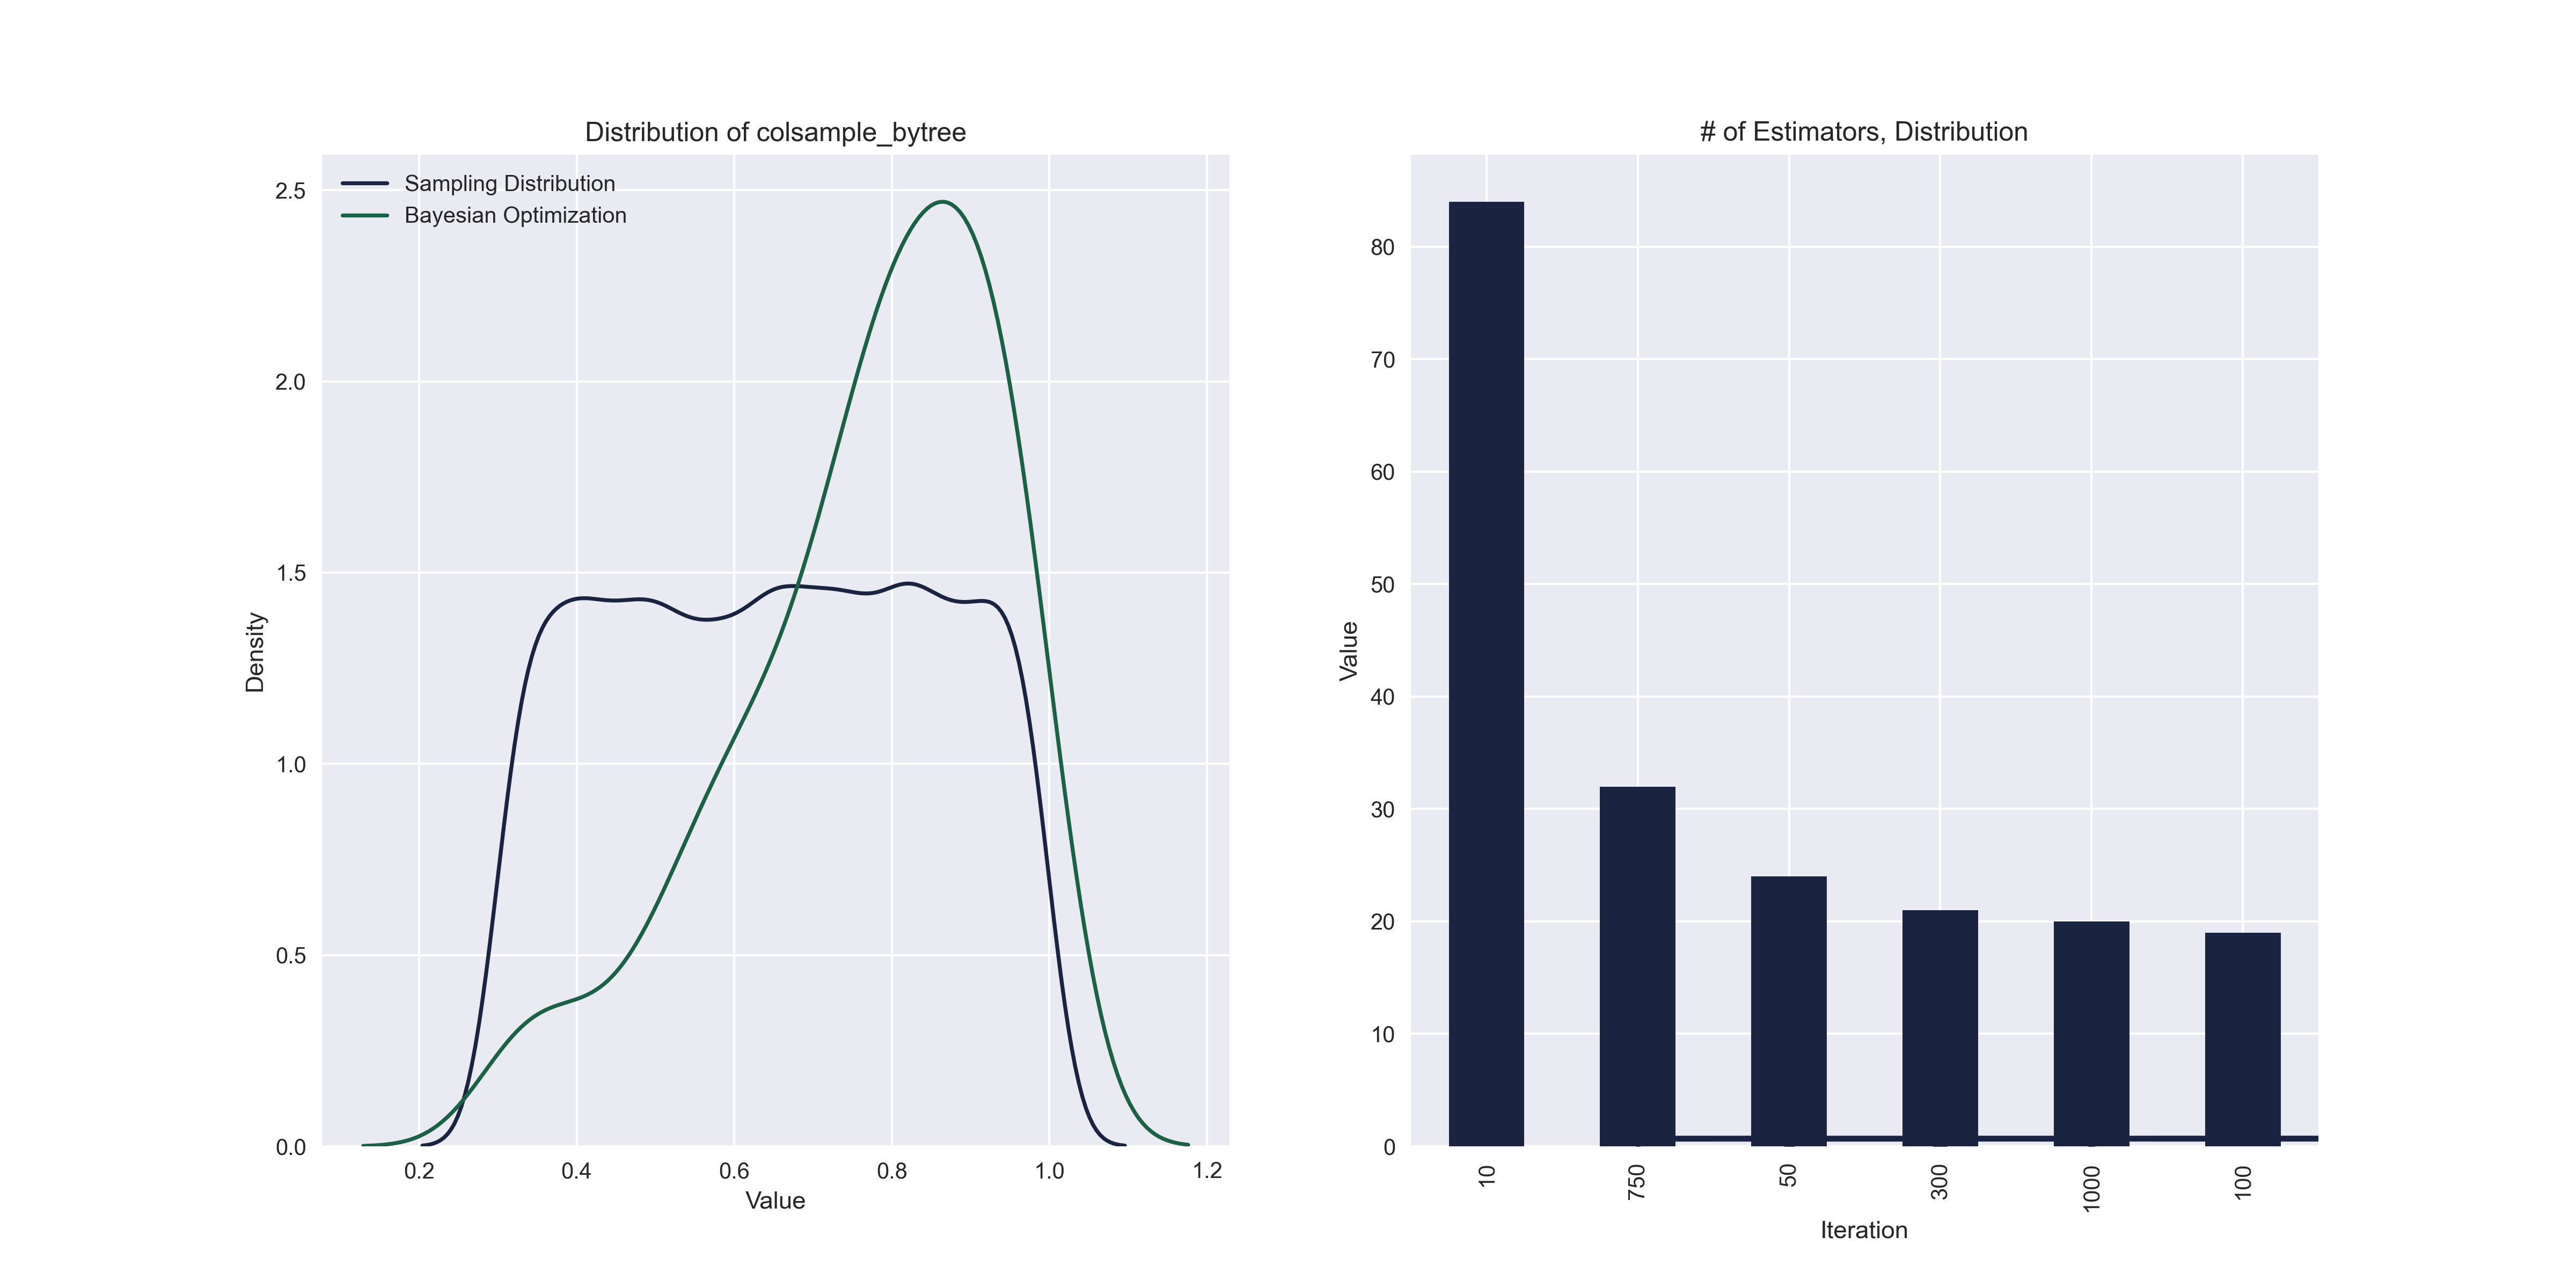 Distribution of colsample_bytree
Sampling Distribution
Bayesian Optimization
2.5
2.0
1.5
1.0
0.5
0.0
Density
0.2 0.4 0.6 0.8 1.0 1.2
Value
# of Estimators, Distribution
80
70
60
50
40
30
20
10
0
Value
10 750 50 300 1000 100
Iteration